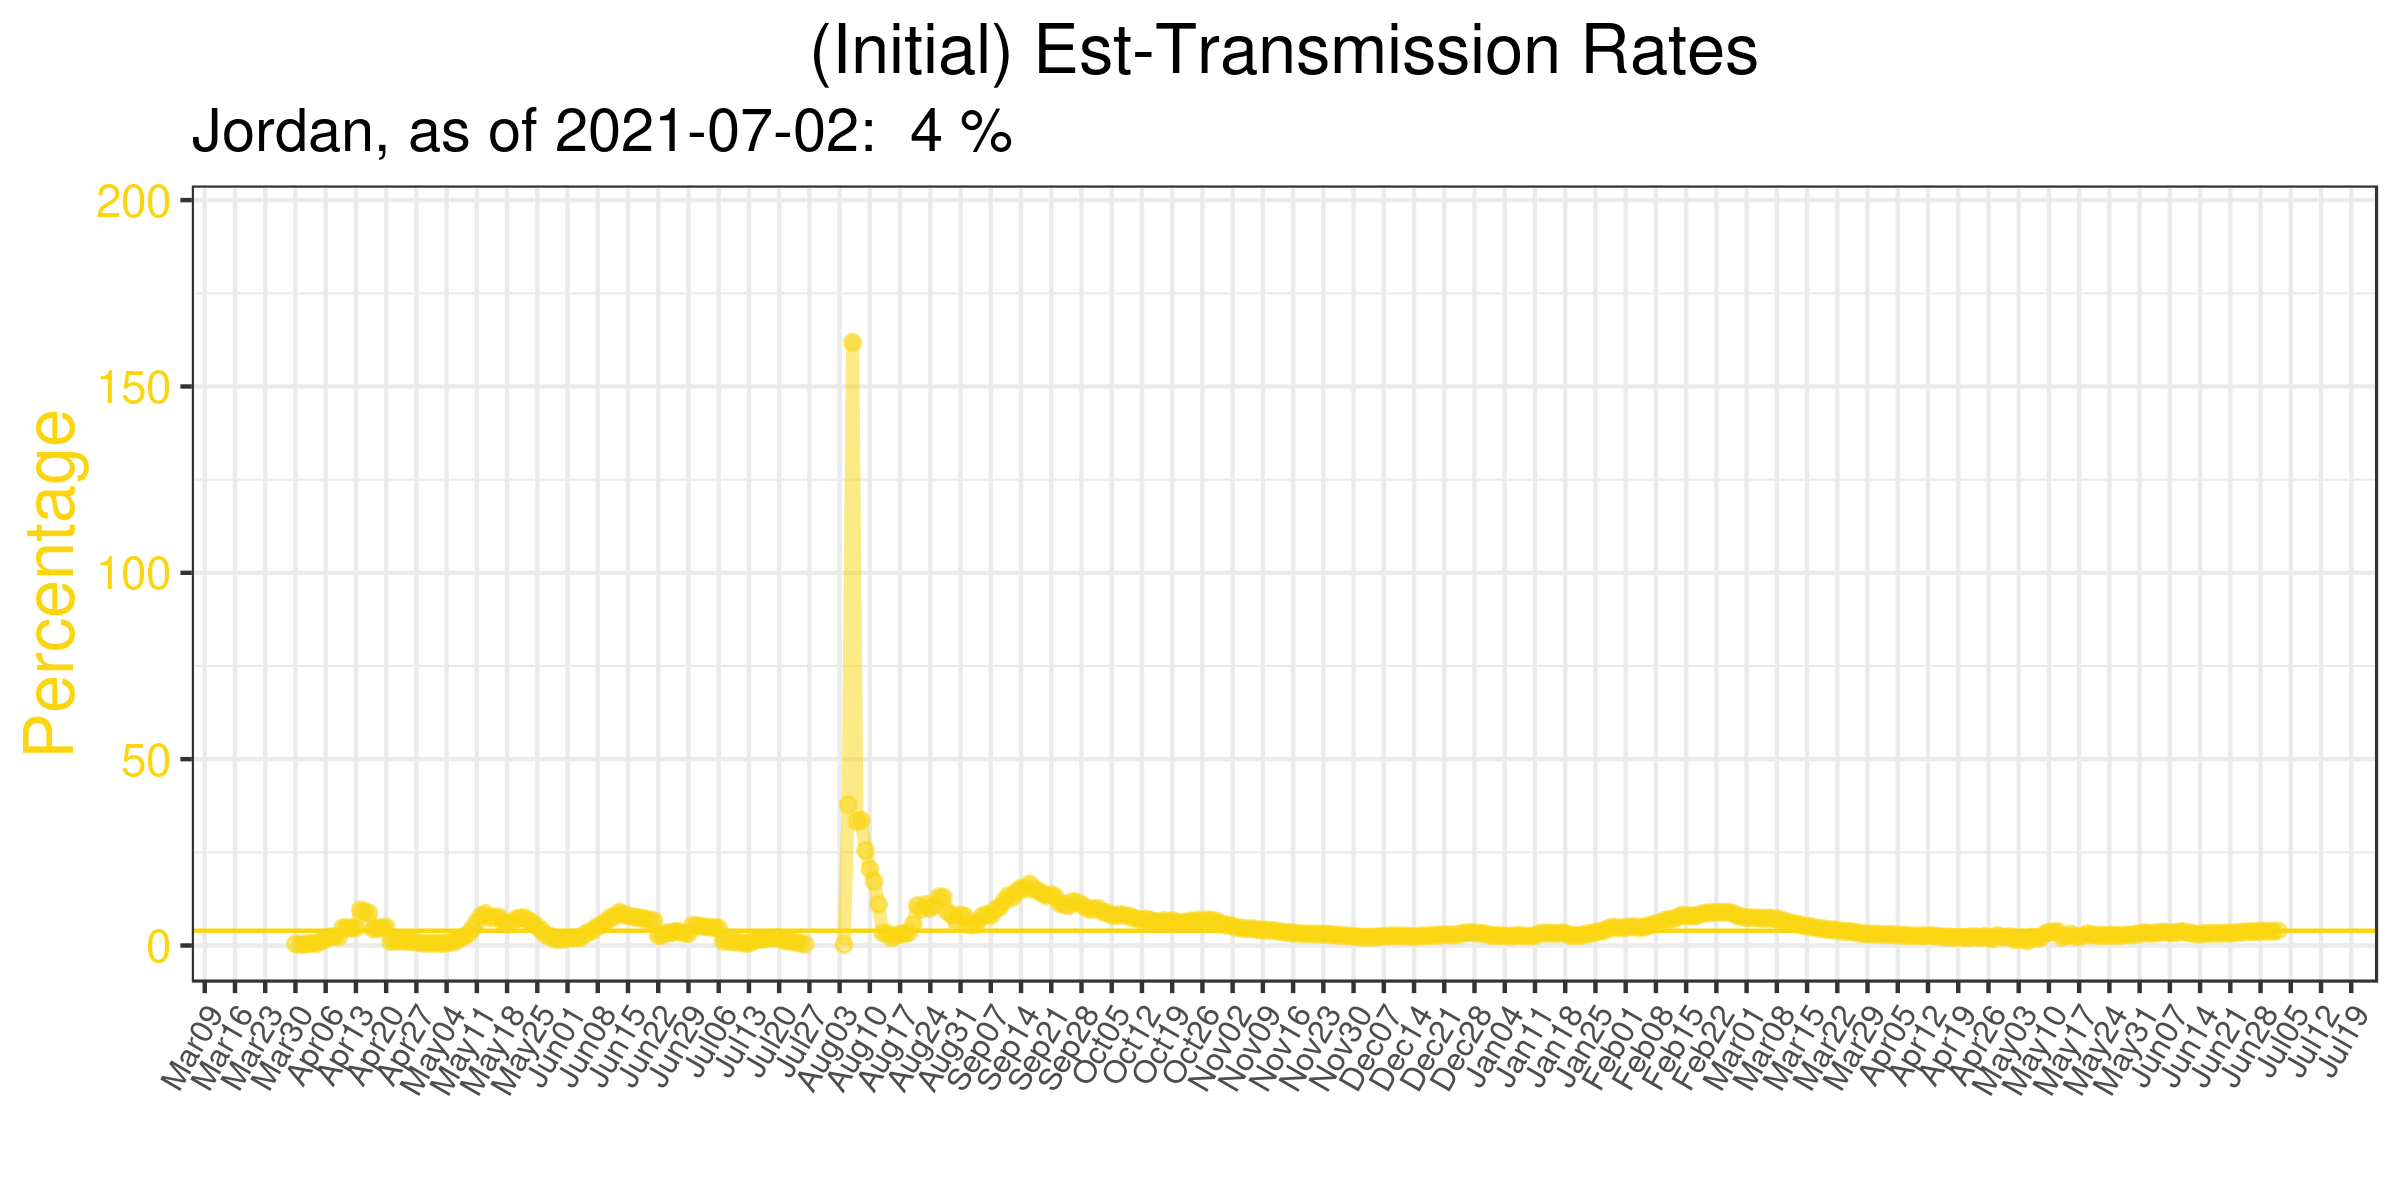 (Initial) Est-Transmission Rates
Jordan, as of 2021-07-02: 4 %
Percentage
200
150
100
50
0
Mar09
Mar16
Mar23
Mar30
Apr06
Apr13
Apr20
Apr27
May04
May11
May18
May25
Jun01
Jun08
Jun15
Jun22
Jun29
Jul06
Jul13
Jul20
Jul27
Aug03
Aug10
Aug17
Aug24
Aug31
Sep07
Sep14
Sep21
Sep28
Oct05
Oct12
Oct19
Oct26
Nov02
Nov09
Nov16
Nov23
Nov30
Dec07
Dec14
Dec21
Dec28
Jan04
Jan11
Jan18
Jan25
Feb01
Feb08
Feb15
Feb22
Mar01
Mar08
Mar15
Mar22
Mar29
Apr05
Apr12
Apr19
Apr26
May03
May10
May17
May24
May31
Jun07
Jun14
Jun21
Jun28
Jul05
Jul12
Jul19